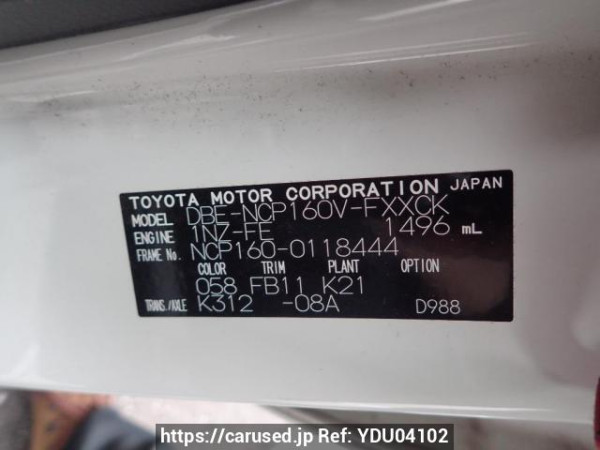 TOYOTA MOTOR CORPORATION JAPAN
MODEL DBE-NCP160V-FXXCK
ENGINE 1NZ-FE 1496 mL
FRAME No. NCP160-0118444
COLOR TRIM PLANT OPTION
058 FB11 K21
TRANS./AXLE K312 -08A D988
https://carused.jp Ref: YDU04102